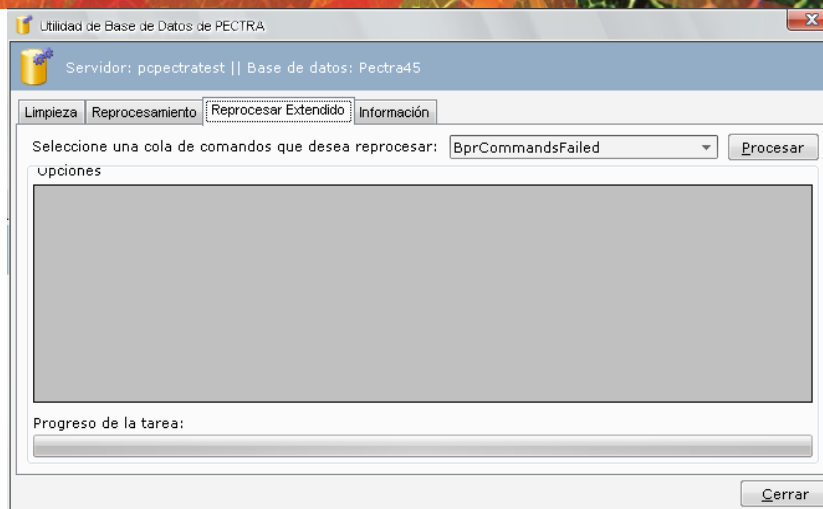 Utilidad de Base de Datos de PECTRA
Servidor: pcpectratest || Base de datos: Pectra45
Limpieza Reprocesamiento Reprocesar Extendido Información
Seleccione una cola de comandos que desea reprocesar: BprCommandsFailed Procesar
Opciones
Progreso de la tarea:
Cerrar